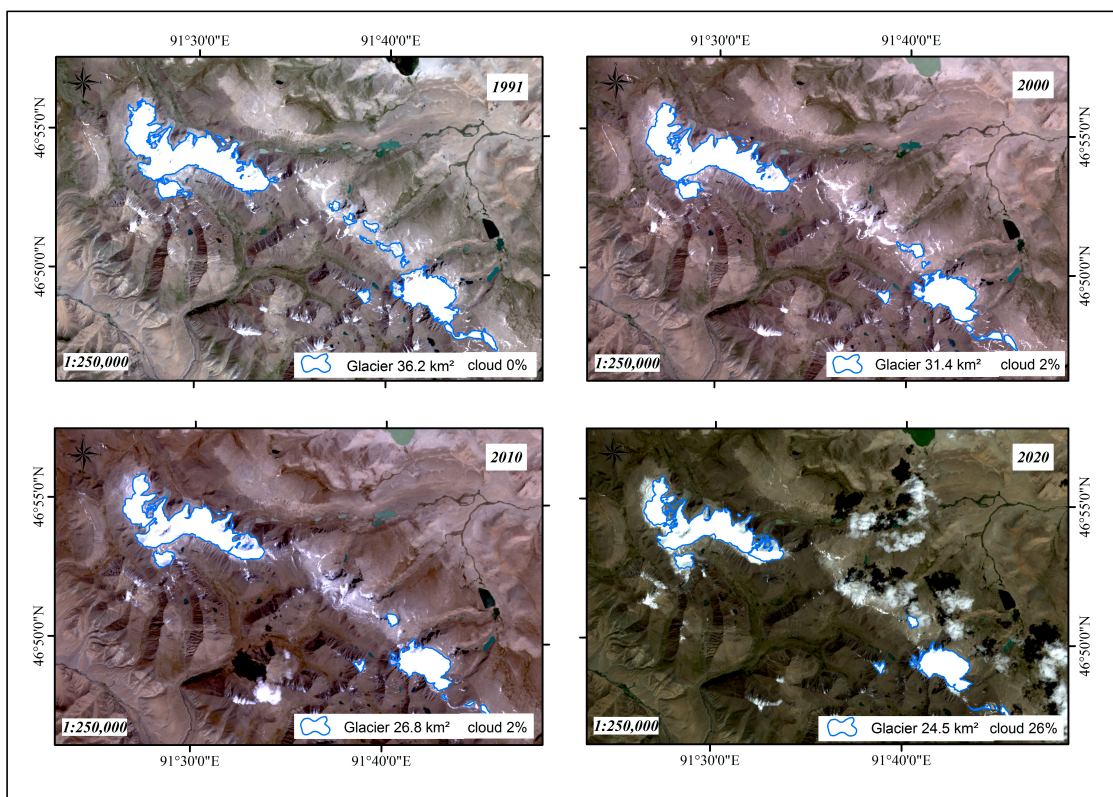 91°30'0"E 91°40'0"E
91°30'0"E 91°40'0"E
1991
2000
46°55'0"N
46°50'0"N
46°55'0"N
46°50'0"N
1:250,000
Glacier 36.2 km² cloud 0%
1:250,000
Glacier 31.4 km² cloud 2%
2010
2020
46°55'0"N
46°50'0"N
46°55'0"N
46°50'0"N
1:250,000
Glacier 26.8 km² cloud 2%
1:250,000
Glacier 24.5 km² cloud 26%
91°30'0"E 91°40'0"E
91°30'0"E 91°40'0"E